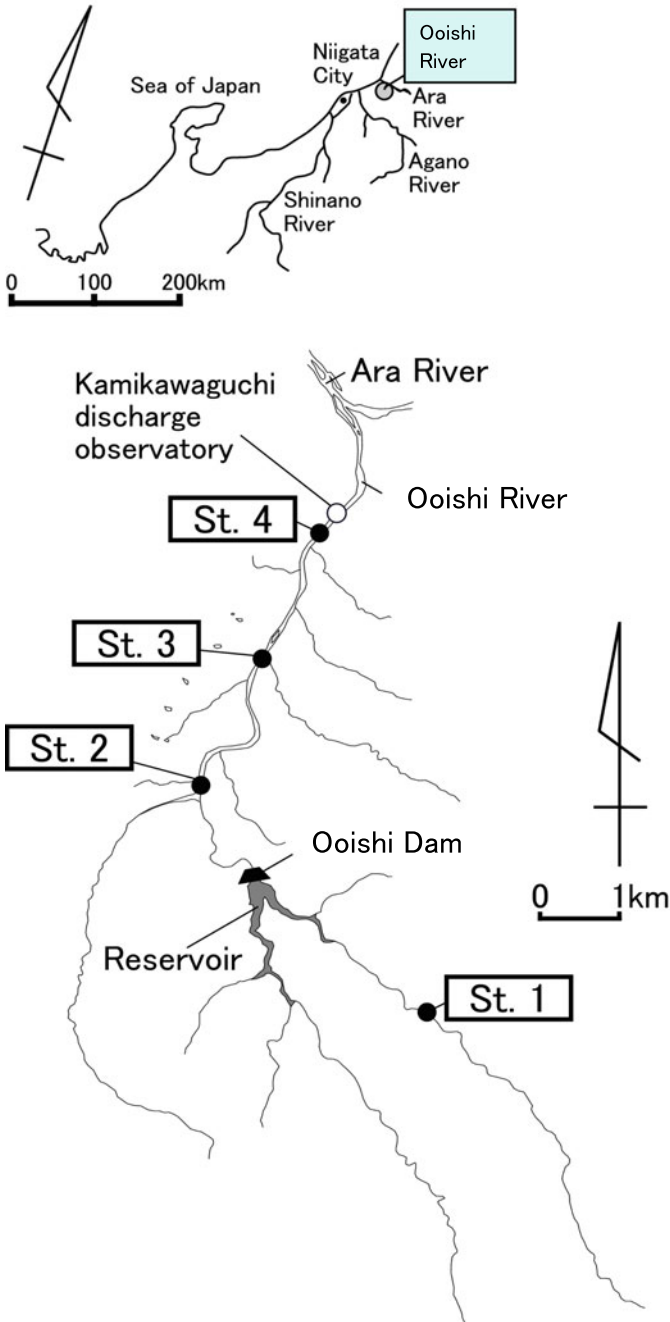 Ooishi
River
Niigata
City
Sea of Japan
Ara
River
Agano
River
Shinano
River
0 100 200km
Ara River
Kamikawaguchi
discharge
observatory
Ooishi River
St. 4
St. 3
St. 2
Ooishi Dam
0 1km
Reservoir
St. 1